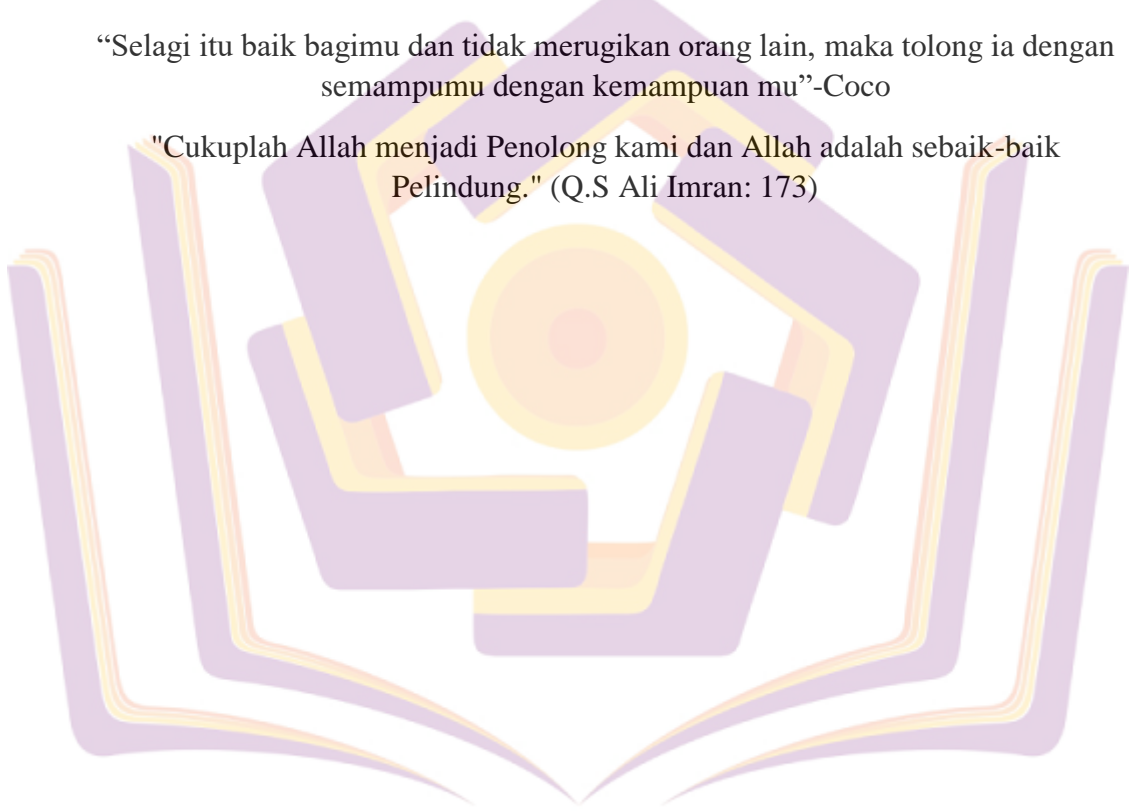 “Selagi itu baik bagimu dan tidak merugikan orang lain, maka tolong ia dengan
semampumu dengan kemampuan mu”-Coco
"Cukuplah Allah menjadi Penolong kami dan Allah adalah sebaik-baik
Pelindung." (Q.S Ali Imran: 173)